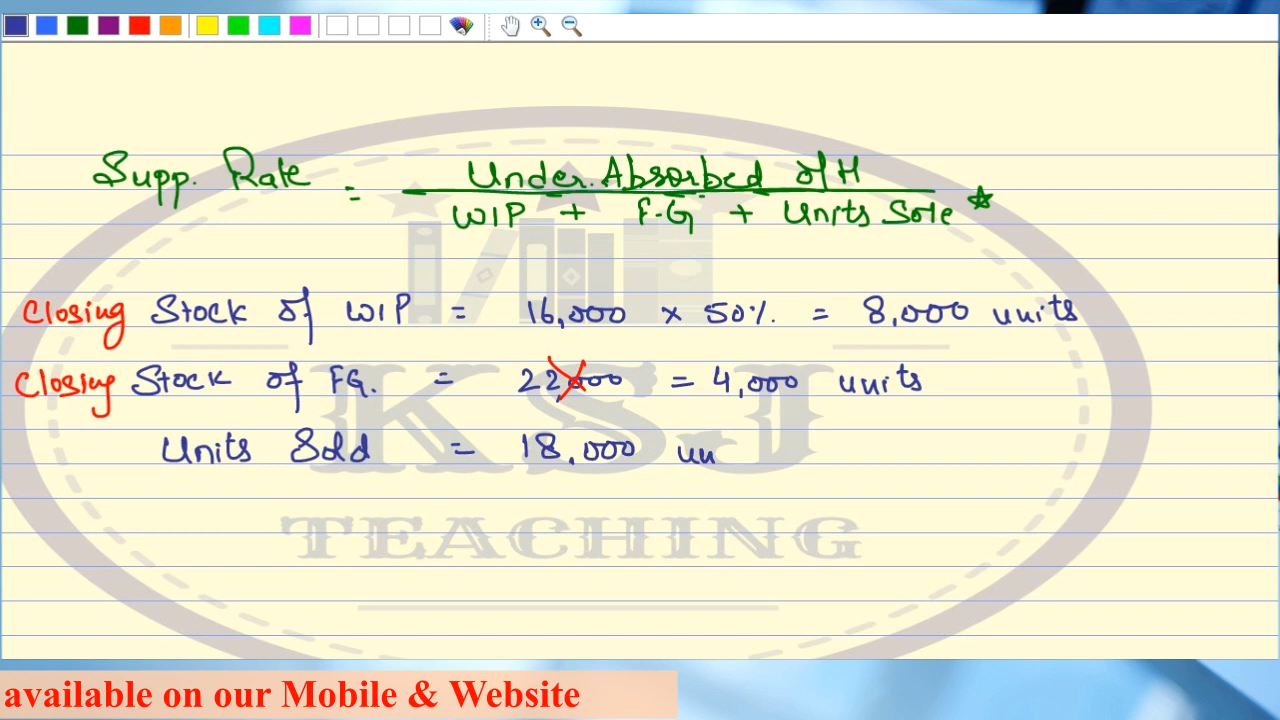 Supp. Rate = Under. Absorbed O/H
WIP + F.G + Units Sole *
Closing Stock of WIP = 16,000 x 50% = 8,000 units
Closing Stock of FG. = 22,000 = 4,000 units
Units Sold = 18,000 un
KSJ
TEACHING
available on our Mobile & Website